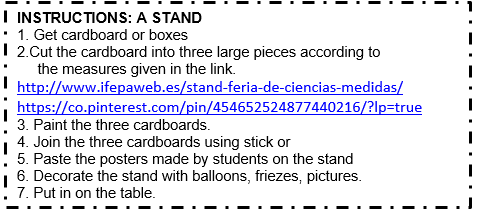 INSTRUCTIONS: A STAND
1. Get cardboard or boxes
2.Cut the cardboard into three large pieces according to
the measures given in the link.
http://www.ifepaweb.es/stand-feria-de-ciencias-medidas/
https://co.pinterest.com/pin/454652524877440216/?lp=true
3. Paint the three cardboards.
4. Join the three cardboards using stick or
5. Paste the posters made by students on the stand
6. Decorate the stand with balloons, friezes, pictures.
7. Put in on the table.